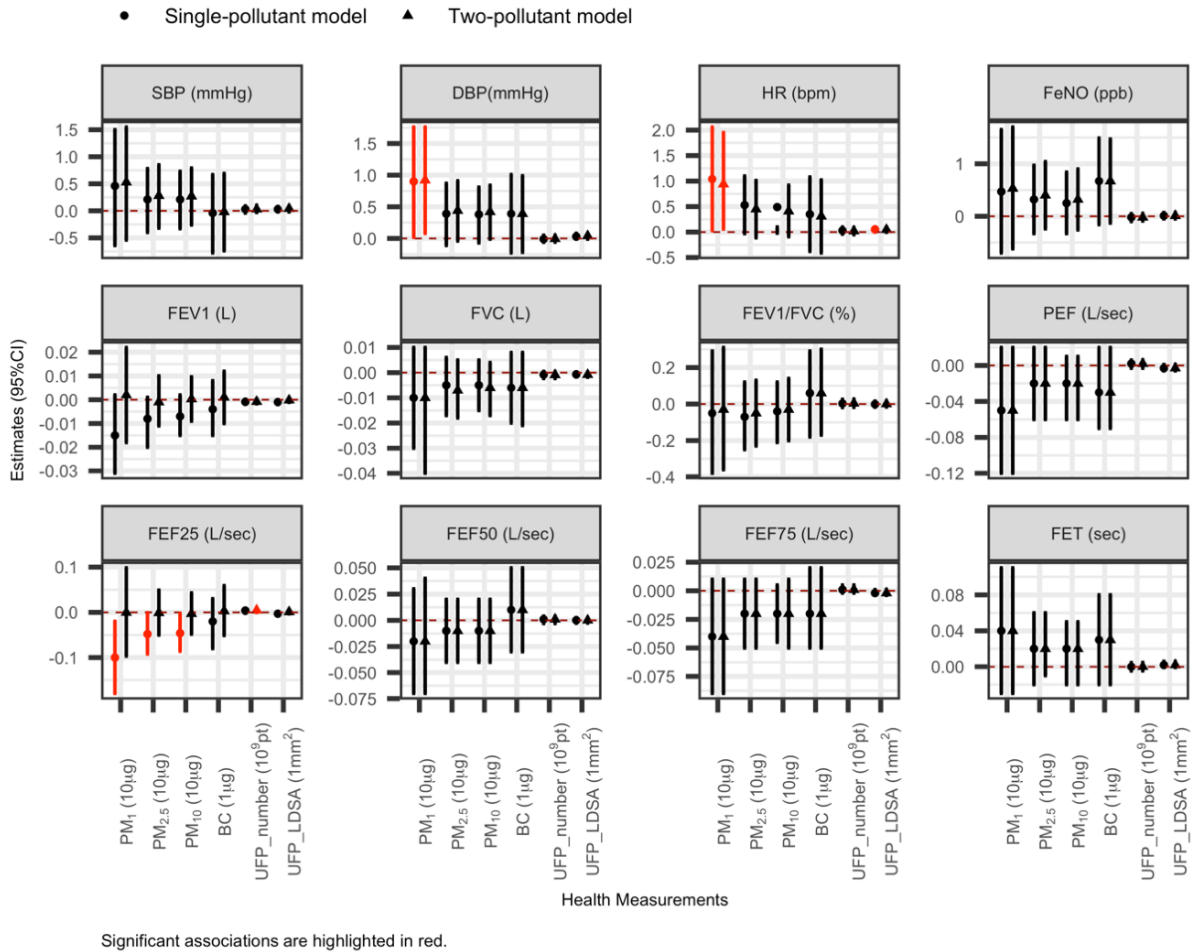 Single-pollutant model Two-pollutant model
SBP (mmHg) DBP(mmHg) HR (bpm) FeNO (ppb)
1.5
1.0
0.5
0.0
-0.5
1.5
1.0
0.5
0.0
2.0
1.5
1.0
0.5
0.0
-0.5
1
0
FEV1 (L) FVC (L) FEV1/FVC (%) PEF (L/sec)
0.02
0.01
0.00
-0.01
-0.02
-0.03
0.01
0.00
-0.01
-0.02
-0.03
-0.04
0.2
0.0
-0.2
-0.4
0.00
-0.04
-0.08
-0.12
Estimates (95%CI)
FEF25 (L/sec) FEF50 (L/sec) FEF75 (L/sec) FET (sec)
0.1
0.0
-0.1
0.050
0.025
0.000
-0.025
-0.050
-0.075
0.025
0.000
-0.025
-0.050
-0.075
0.08
0.04
0.00
PM₁ (10μg)
PM₂.₅ (10μg)
PM₁₀ (10μg)
BC (1μg)
UFP_number (10⁹pt)
UFP_LDSA (1mm²)
PM₁ (10μg)
PM₂.₅ (10μg)
PM₁₀ (10μg)
BC (1μg)
UFP_number (10⁹pt)
UFP_LDSA (1mm²)
PM₁ (10μg)
PM₂.₅ (10μg)
PM₁₀ (10μg)
BC (1μg)
UFP_number (10⁹pt)
UFP_LDSA (1mm²)
PM₁ (10μg)
PM₂.₅ (10μg)
PM₁₀ (10μg)
BC (1μg)
UFP_number (10⁹pt)
UFP_LDSA (1mm²)
Health Measurements
Significant associations are highlighted in red.